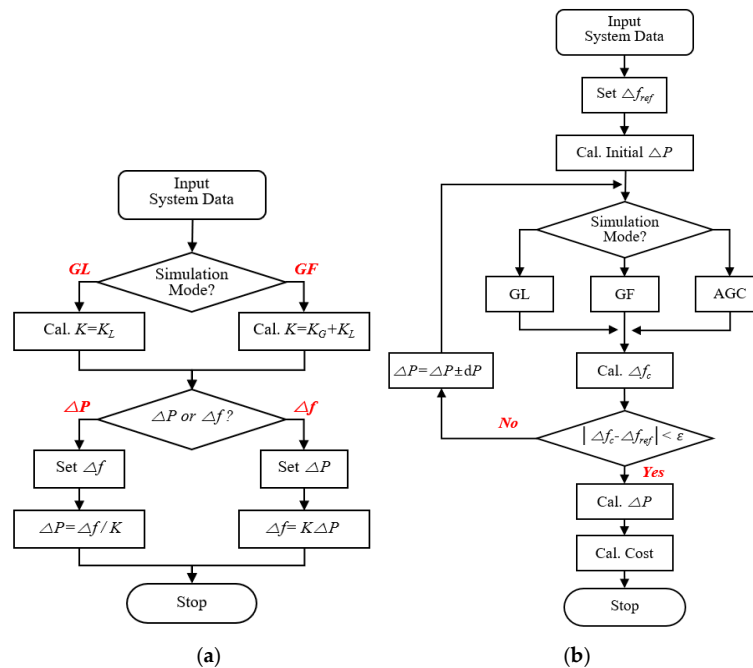 Input
System Data
Simulation
Mode?
GL
GF
Cal. K=K_L
Cal. K=K_G+K_L
△P or △f ?
△P
△f
Set △f
Set △P
△P=△f / K
△f= K△P
Stop
(a)
Input
System Data
Set △f_ref
Cal. Initial △P
Simulation
Mode?
GL
GF
AGC
Cal. △f_c
△P=△P±dP
| △f_c-△f_ref | < ε
No
Yes
Cal. △P
Cal. Cost
Stop
(b)